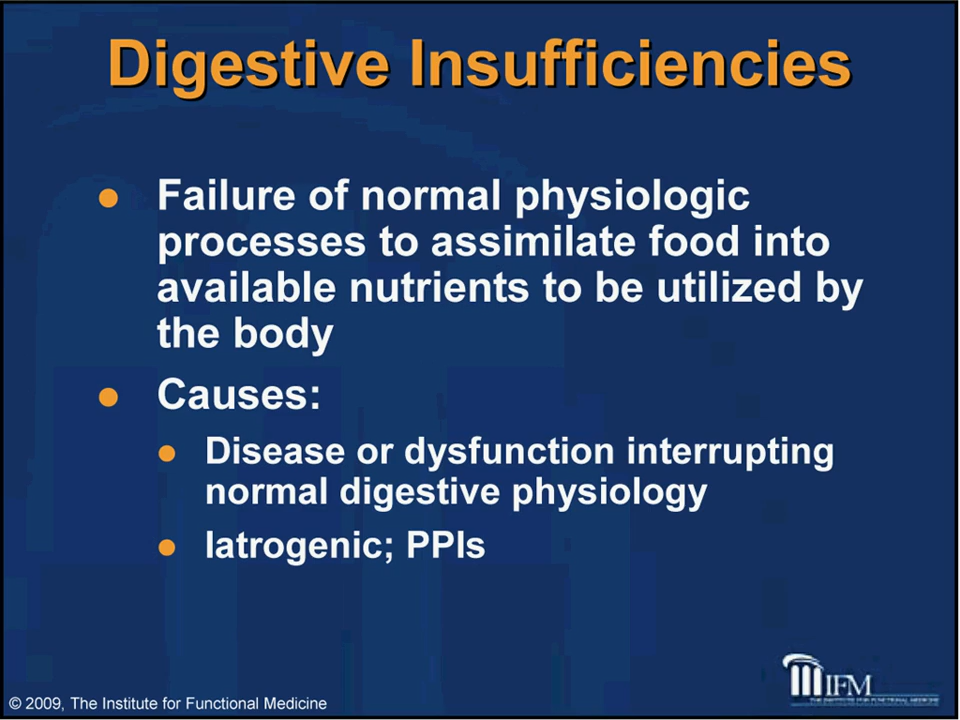 Digestive Insufficiencies
● Failure of normal physiologic
processes to assimilate food into
available nutrients to be utilized by
the body
● Causes:
● Disease or dysfunction interrupting
normal digestive physiology
● Iatrogenic; PPIs
IFM
THE INSTITUTE FOR FUNCTIONAL MEDICINE
© 2009, The Institute for Functional Medicine